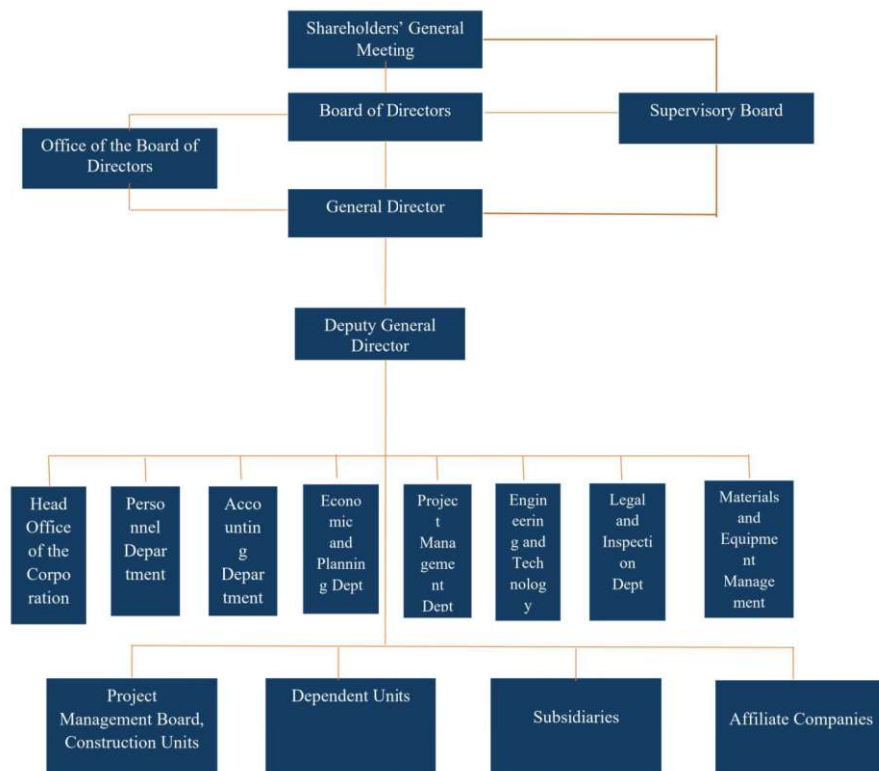 Shareholders’ General
Meeting
Board of Directors
Supervisory Board
Office of the Board of
Directors
General Director
Deputy General
Director
Head
Office
of the
Corpo
ration
Perso
nnel
Depar
tment
Acco
untin
g
Depar
tment
Econo
mic
and
Plannin
g Dept
Projec
t
Mana
geme
nt
Dept
Engin
eerin
g and
Tech
nolog
y
Legal
and
Inspecti
on Dept
Materials
and
Equipme
nt
Manage
ment
Project
Management Board,
Construction Units
Dependent Units
Subsidiaries
Affiliate Companies